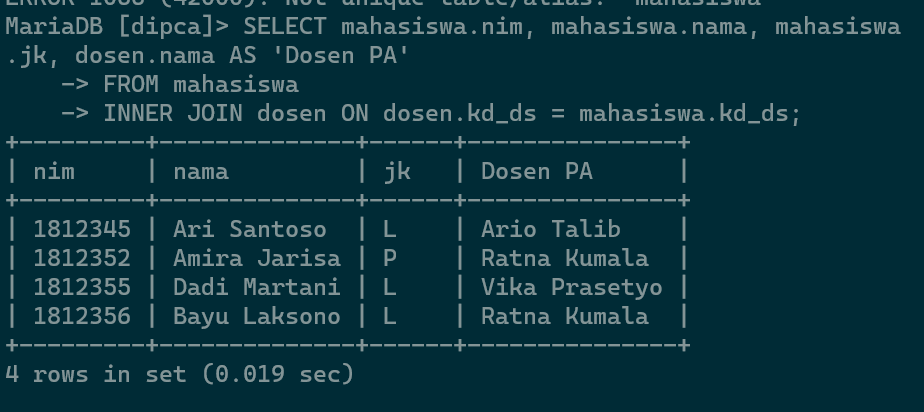 ERROR 1066 (42000): Not unique table/alias: 'mahasiswa'
MariaDB [dipca]> SELECT mahasiswa.nim, mahasiswa.nama, mahasiswa
.jk, dosen.nama AS 'Dosen PA'
    -> FROM mahasiswa
    -> INNER JOIN dosen ON dosen.kd_ds = mahasiswa.kd_ds;
+---------+--------------+------+--------------+
| nim     | nama         | jk   | Dosen PA     |
+---------+--------------+------+--------------+
| 1812345 | Ari Santoso  | L    | Ario Talib   |
| 1812352 | Amira Jarisa | P    | Ratna Kumala |
| 1812355 | Dadi Martani | L    | Vika Prasetyo |
| 1812356 | Bayu Laksono | L    | Ratna Kumala |
+---------+--------------+------+--------------+
4 rows in set (0.019 sec)